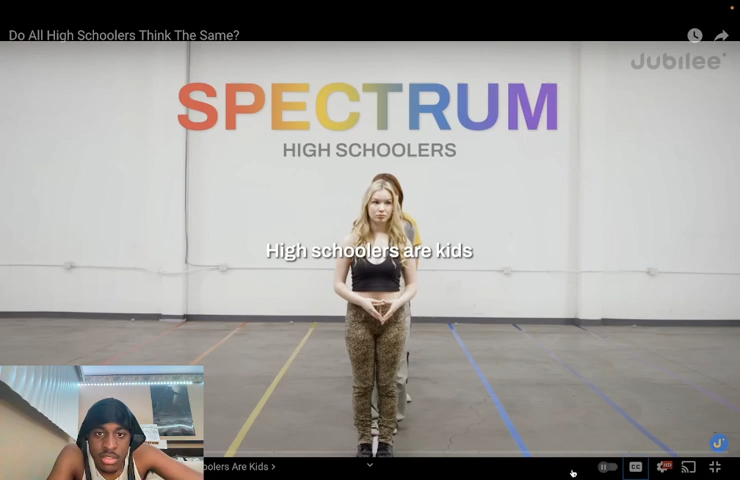 Do All High Schoolers Think The Same?
Jubilee
SPECTRUM
HIGH SCHOOLERS
High schoolers are kids
oolers Are Kids
CC
HD